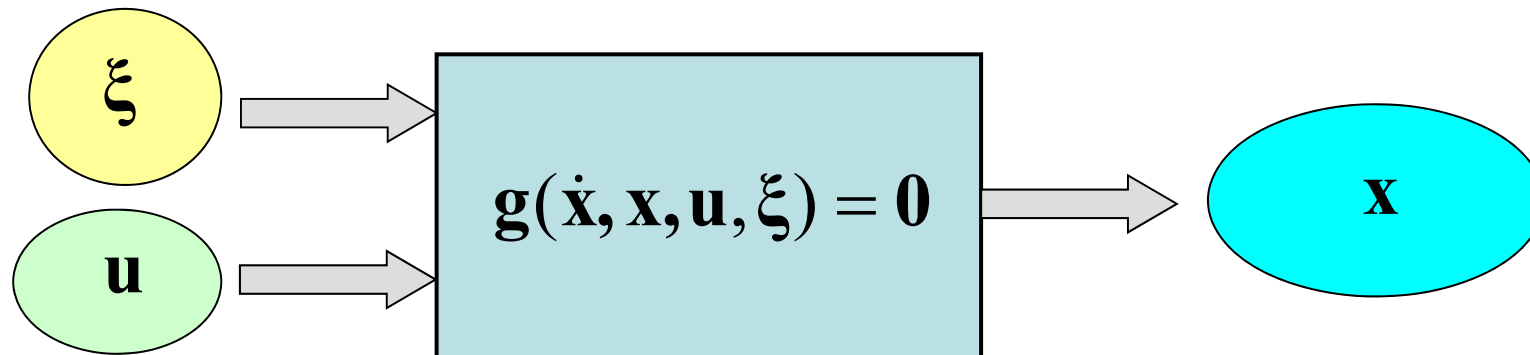 ξ
u
g(ẋ, x, u, ξ) = 0
x